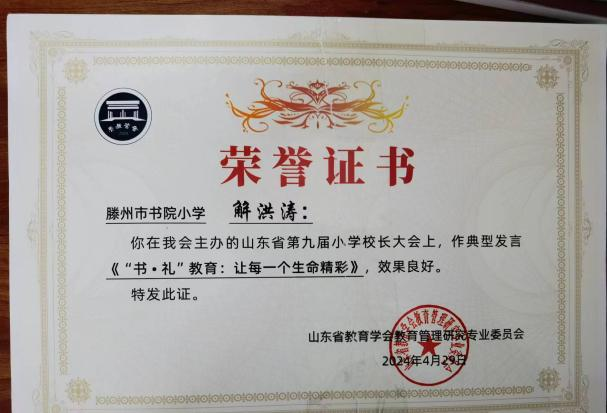 荣誉证书
滕州市书院小学 解洪涛：
你在我会主办的山东省第九届小学校长大会上，作典型发言
《“书·礼”教育：让每一个生命精彩》，效果良好。
特发此证。
山东省教育学会教育管理研究专业委员会
2024年4月29日